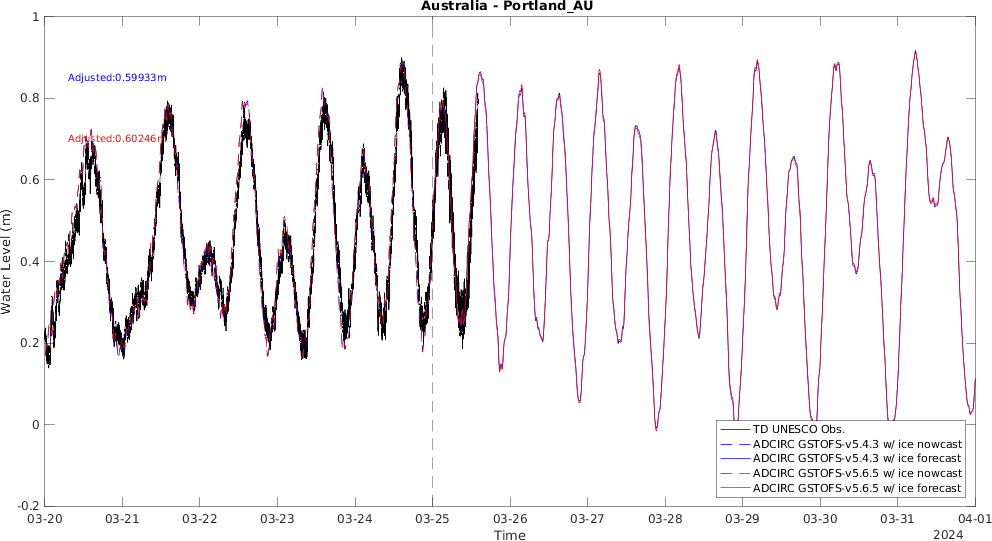 Australia - Portland_AU
1
0.8
0.6
0.4
0.2
0
-0.2
Water Level (m)
Adjusted:0.59933m
Adjusted:0.60246m
TD UNESCO Obs.
ADCIRC GSTOFS-v5.4.3 w/ ice nowcast
ADCIRC GSTOFS-v5.4.3 w/ ice forecast
ADCIRC GSTOFS-v5.6.5 w/ ice nowcast
ADCIRC GSTOFS-v5.6.5 w/ ice forecast
03-20 03-21 03-22 03-23 03-24 03-25 03-26 03-27 03-28 03-29 03-30 03-31 04-01
Time
2024